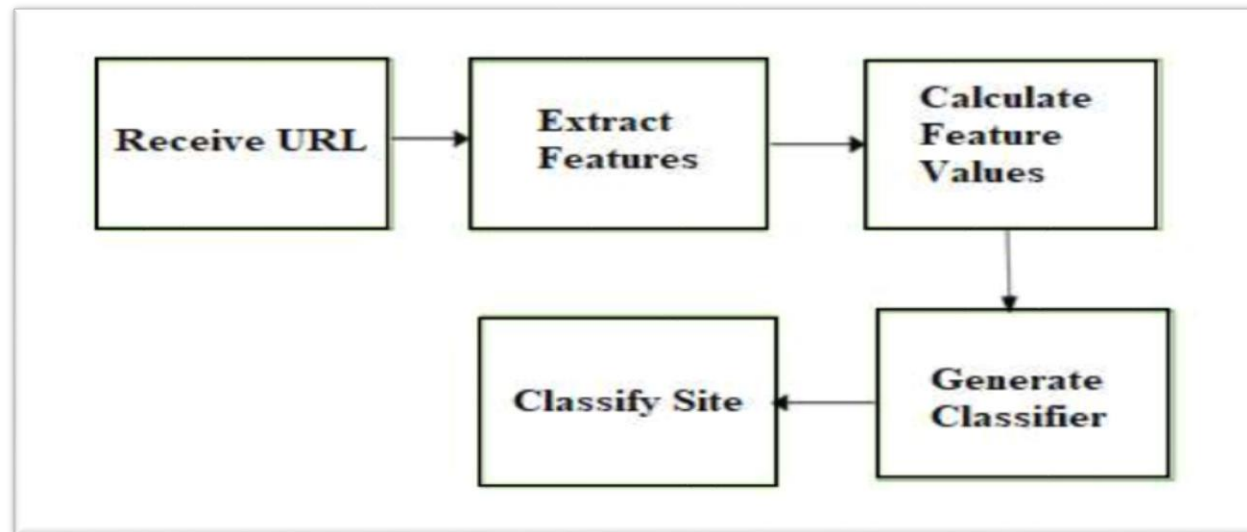 Receive URL
Extract
Features
Calculate
Feature
Values
Generate
Classifier
Classify Site